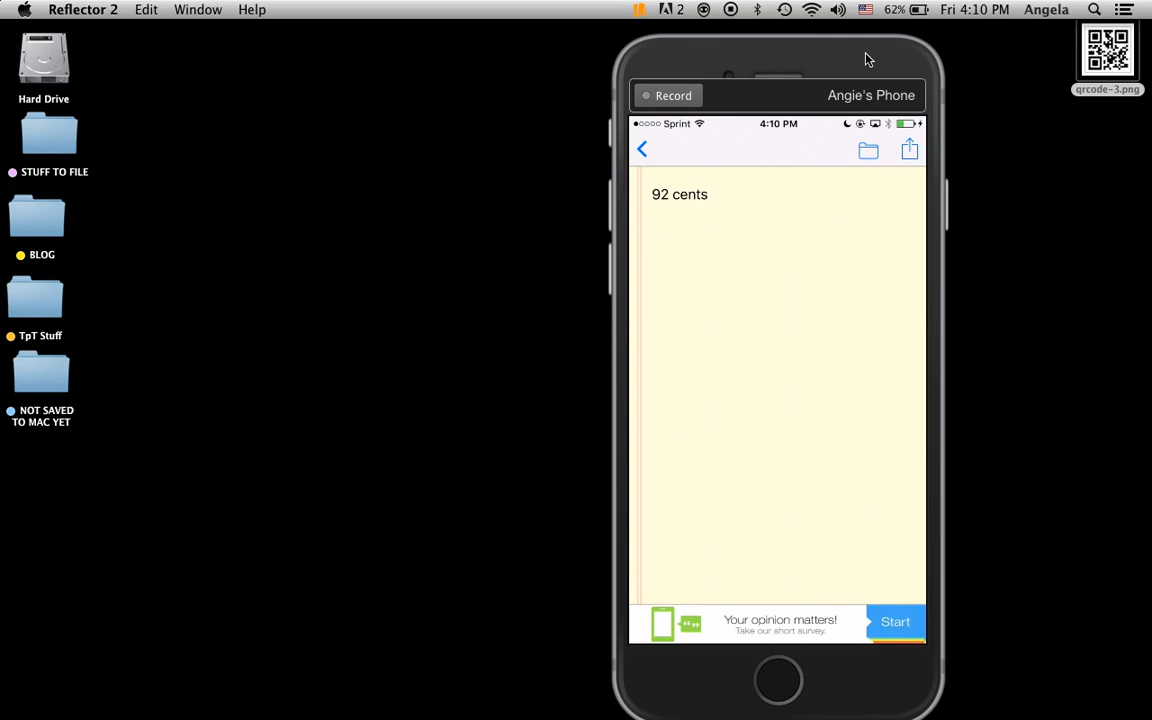 Reflector 2 Edit Window Help
2 62% Fri 4:10 PM Angela
Hard Drive
STUFF TO FILE
BLOG
TpT Stuff
NOT SAVED
TO MAC YET
qrcode-3.png
Record Angie's Phone
Sprint 4:10 PM
92 cents
Your opinion matters!
Take our short survey.
Start